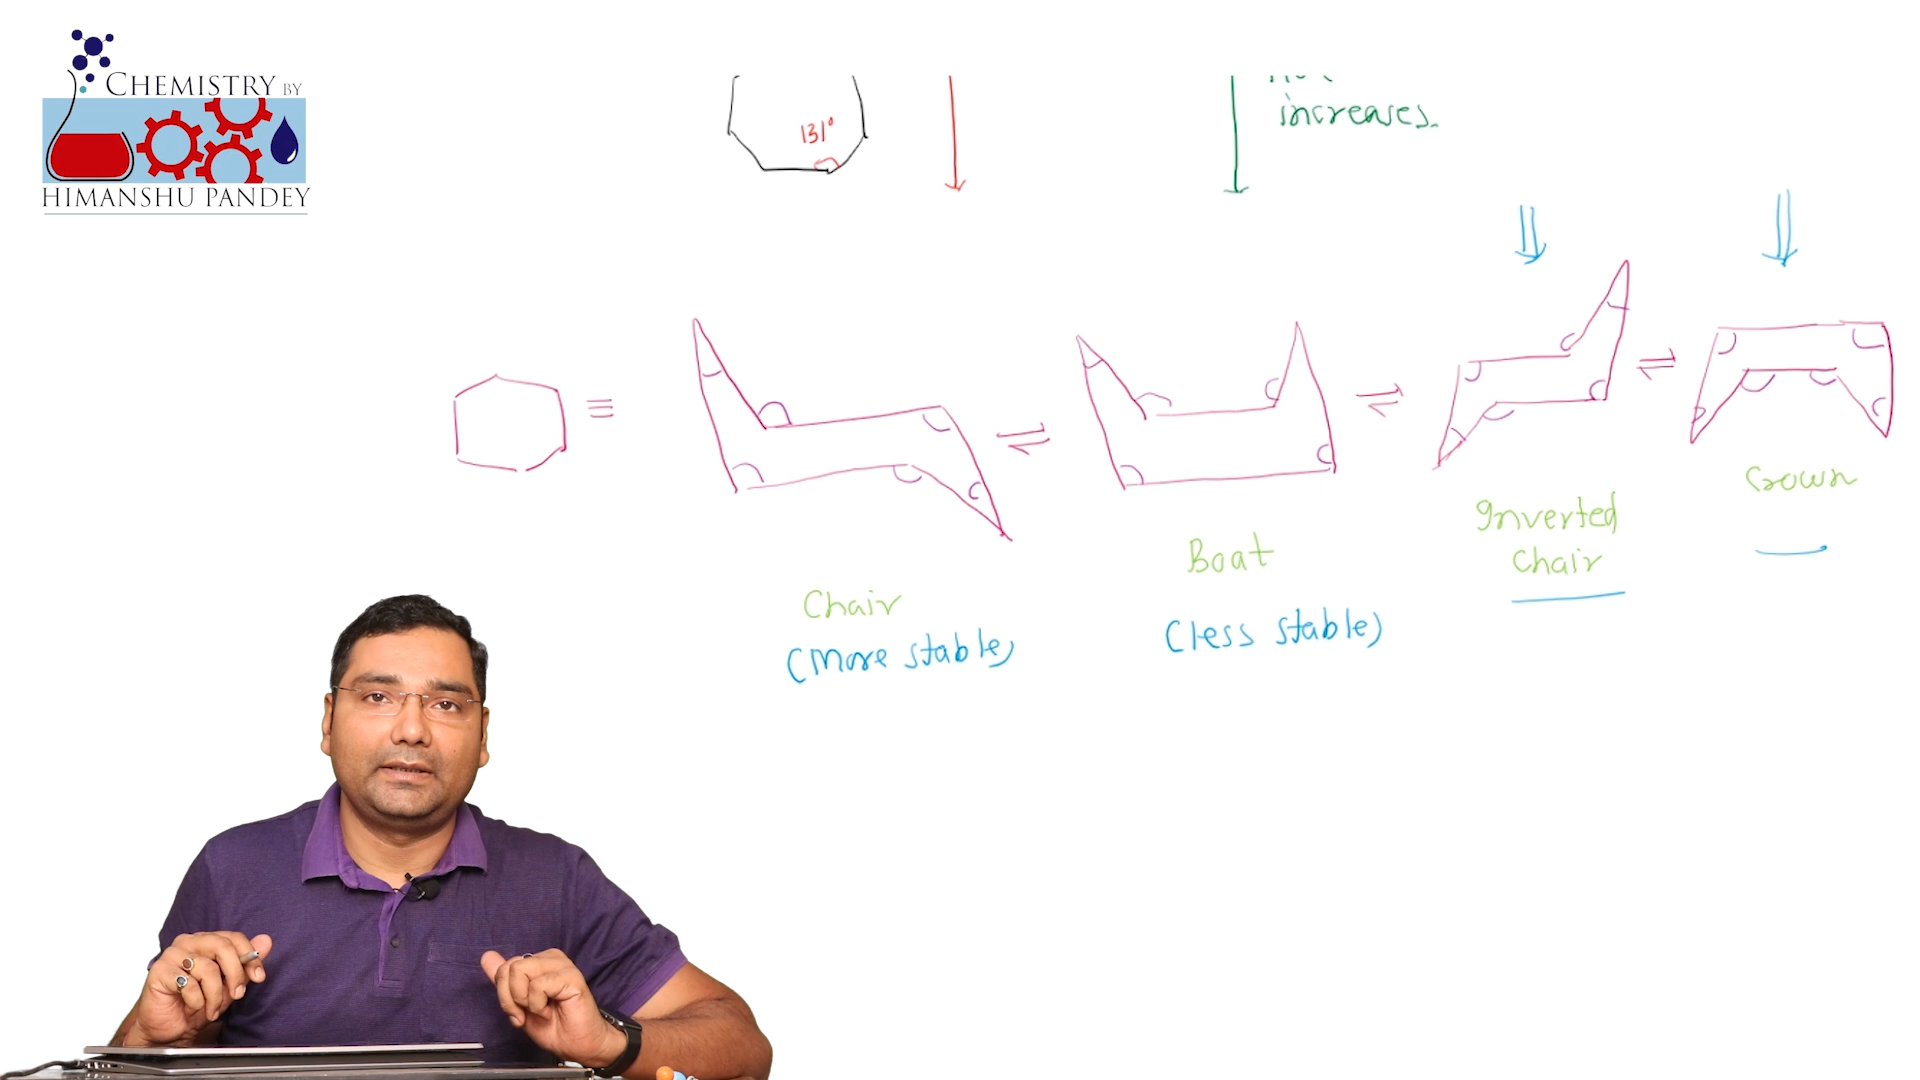 CHEMISTRY BY
HIMANSHU PANDEY
131°
increases.
Chair
(More stable)
Boat
(less stable)
Inverted
Chair
Crown